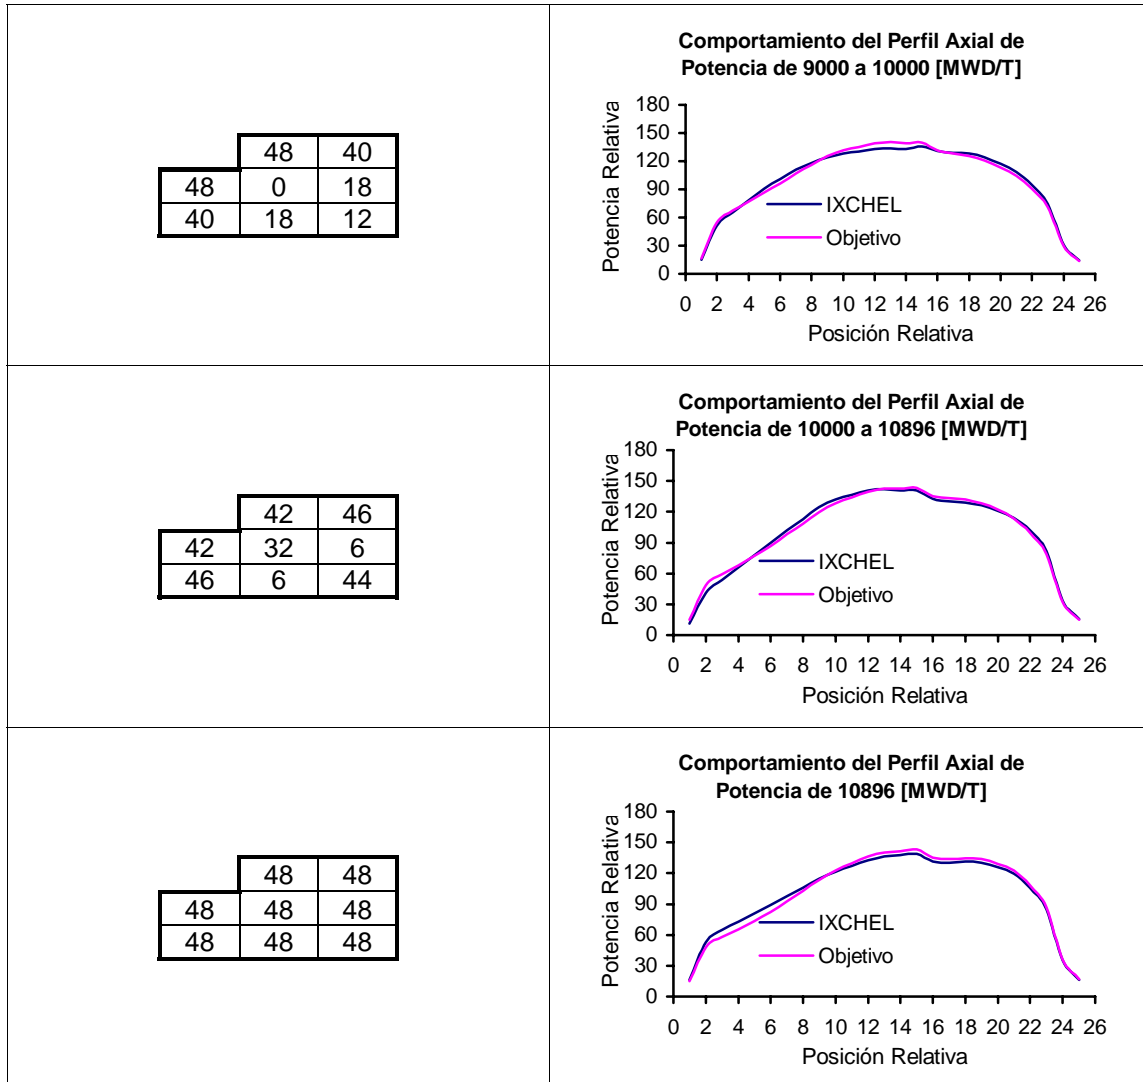 48 40
48 0 18
40 18 12
Comportamiento del Perfil Axial de
Potencia de 9000 a 10000 [MWD/T]
Potencia Relativa
180
150
120
90
60
30
0
IXCHEL
Objetivo
0 2 4 6 8 10 12 14 16 18 20 22 24 26
Posición Relativa
42 46
42 32 6
46 6 44
Comportamiento del Perfil Axial de
Potencia de 10000 a 10896 [MWD/T]
Potencia Relativa
180
150
120
90
60
30
0
IXCHEL
Objetivo
0 2 4 6 8 10 12 14 16 18 20 22 24 26
Posición Relativa
48 48
48 48 48
48 48 48
Comportamiento del Perfil Axial de
Potencia de 10896 [MWD/T]
Potencia Relativa
180
150
120
90
60
30
0
IXCHEL
Objetivo
0 2 4 6 8 10 12 14 16 18 20 22 24 26
Posición Relativa